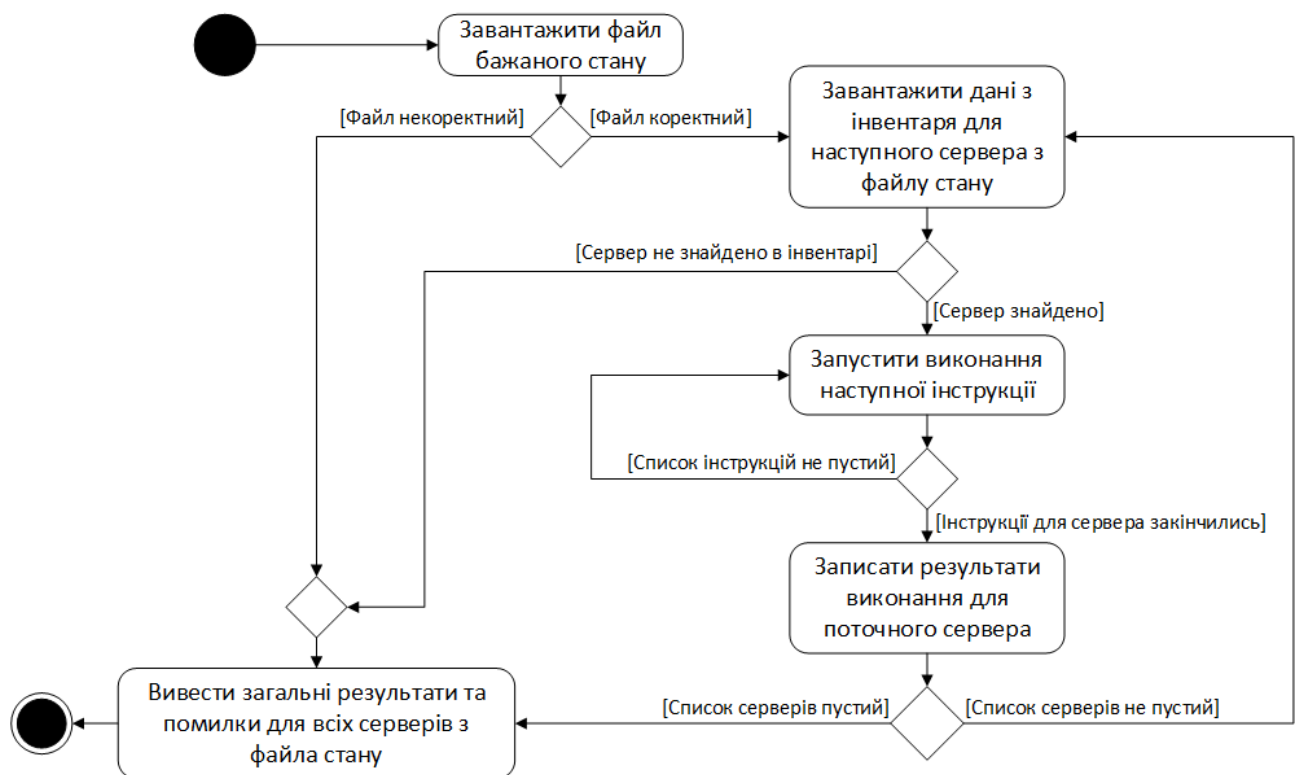 Завантажити файл
бажаного стану
[Файл некоректний]
[Файл коректний]
Завантажити дані з
інвентаря для
наступного сервера з
файлу стану
[Сервер не знайдено в інвентарі]
[Сервер знайдено]
Запустити виконання
наступної інструкції
[Список інструкцій не пустий]
[Інструкції для сервера закінчились]
Записати результати
виконання для
поточного сервера
[Список серверів пустий]
[Список серверів не пустий]
Вивести загальні результати та
помилки для всіх серверів з
файла стану